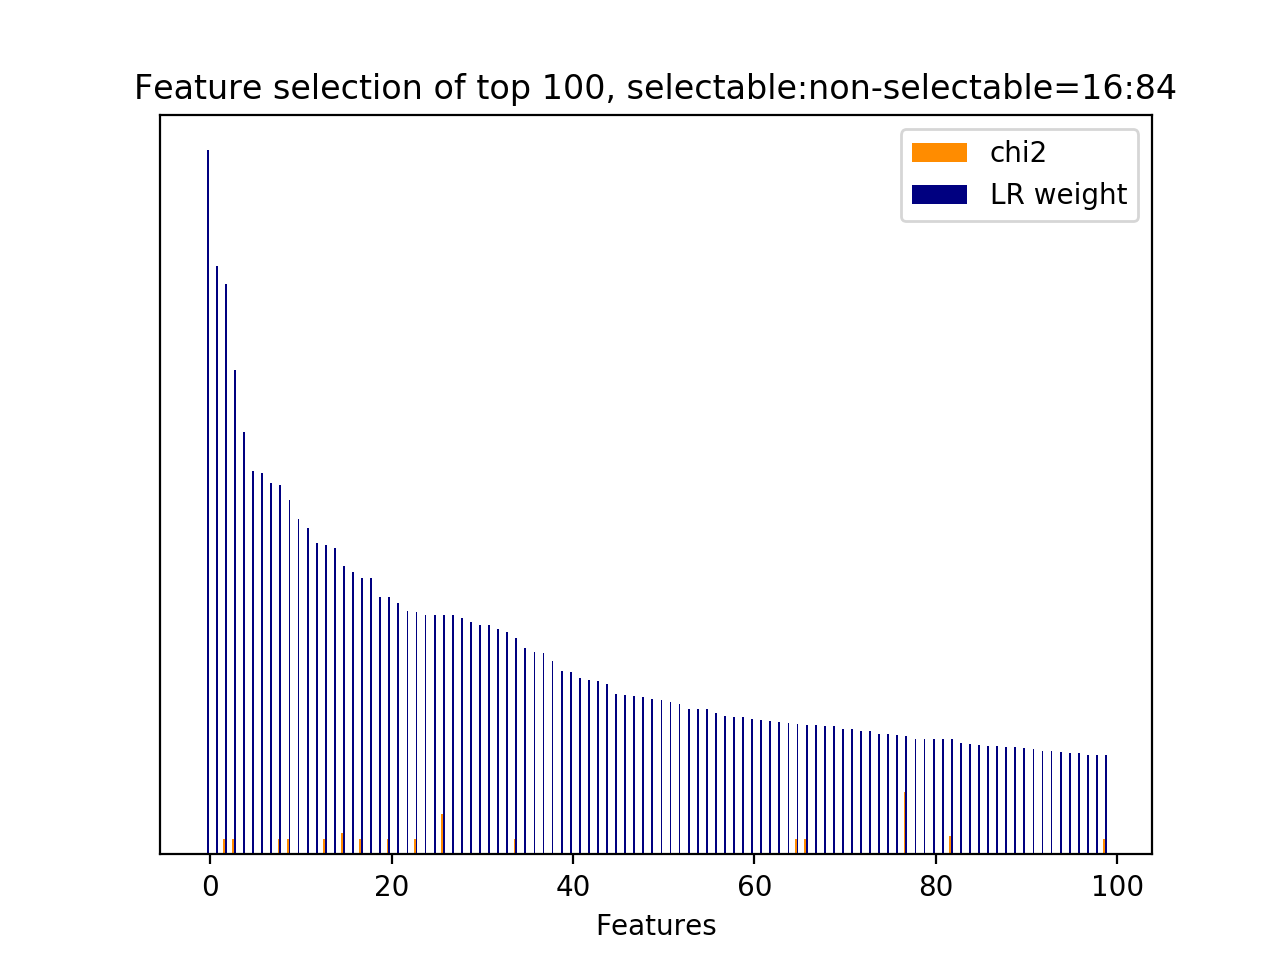 Feature selection of top 100, selectable:non-selectable=16:84
chi2
LR weight
0 20 40 60 80 100
Features